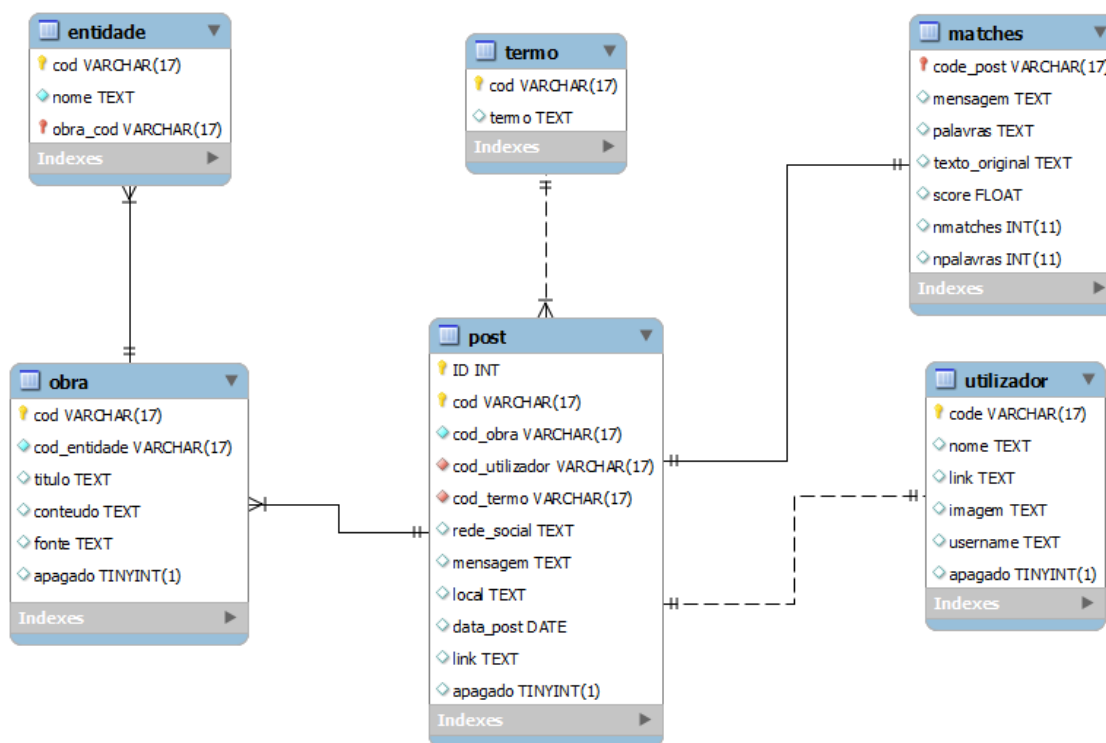 entidade
cod VARCHAR(17)
nome TEXT
obra_cod VARCHAR(17)
Indexes
termo
cod VARCHAR(17)
termo TEXT
Indexes
matches
code_post VARCHAR(17)
mensagem TEXT
palavras TEXT
texto_original TEXT
score FLOAT
nmatches INT(11)
npalavras INT(11)
Indexes
obra
cod VARCHAR(17)
cod_entidade VARCHAR(17)
titulo TEXT
conteudo TEXT
fonte TEXT
apagado TINYINT(1)
Indexes
post
ID INT
cod VARCHAR(17)
cod_obra VARCHAR(17)
cod_utilizador VARCHAR(17)
cod_termo VARCHAR(17)
rede_social TEXT
mensagem TEXT
local TEXT
data_post DATE
link TEXT
apagado TINYINT(1)
Indexes
utilizador
code VARCHAR(17)
nome TEXT
link TEXT
imagem TEXT
username TEXT
apagado TINYINT(1)
Indexes